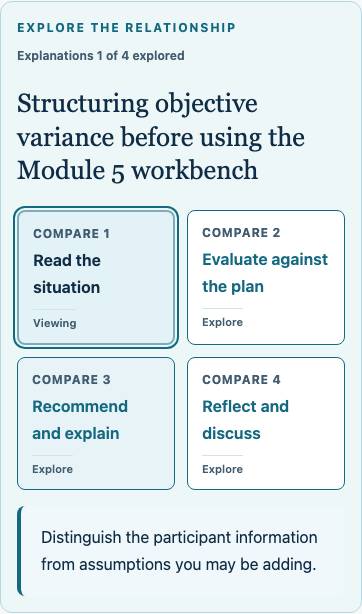 EXPLORE THE RELATIONSHIP
Explanations 1 of 4 explored
Structuring objective
variance before using the
Module 5 workbench
COMPARE 1
Read the
situation
Viewing
COMPARE 2
Evaluate against
the plan
Explore
COMPARE 3
Recommend
and explain
Explore
COMPARE 4
Reflect and
discuss
Explore
Distinguish the participant information
from assumptions you may be adding.